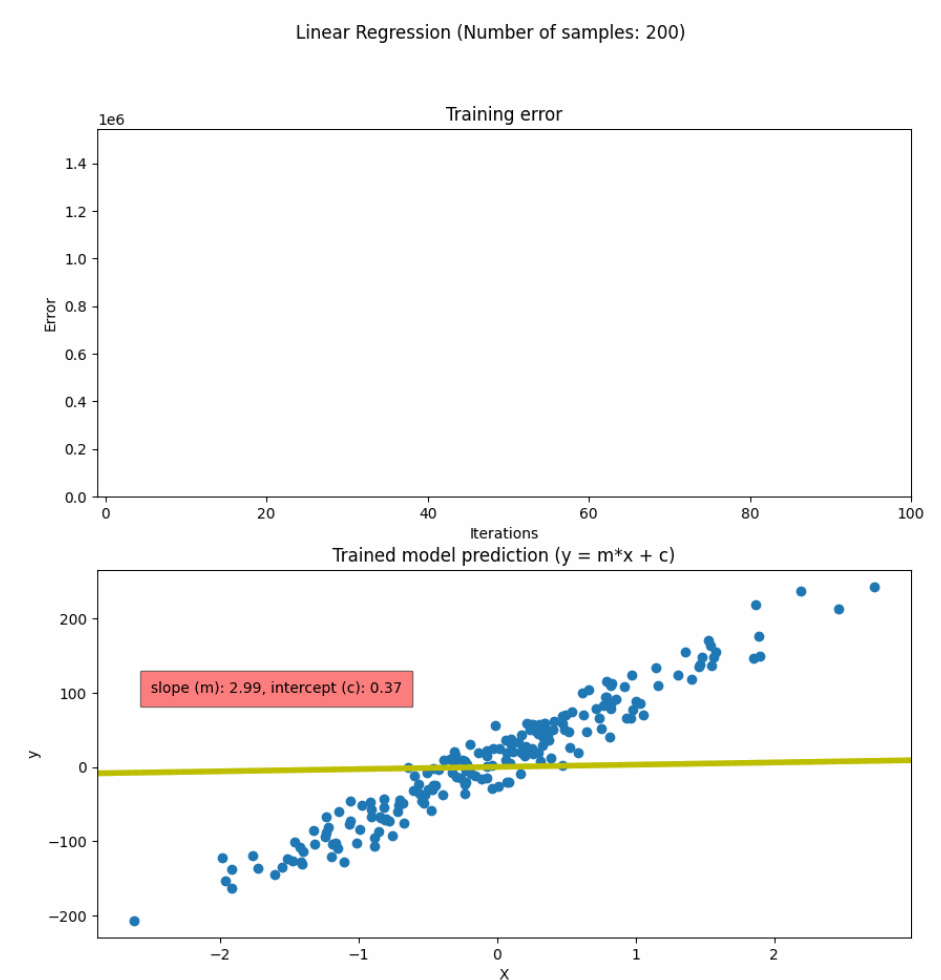 Linear Regression (Number of samples: 200)
Training error
1e6
1.4
1.2
1.0
0.8
0.6
0.4
0.2
0.0
Error
0 20 40 60 80 100
Iterations
Trained model prediction (y = m*x + c)
200
100
0
−100
−200
y
slope (m): 2.99, intercept (c): 0.37
−2 −1 0 1 2
X